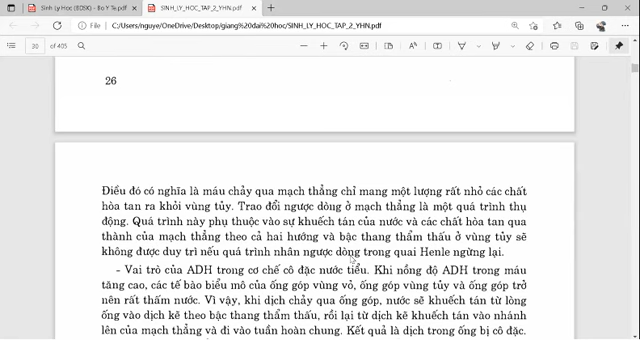 Sinh Ly Hoc (BDSK) - Bo Y Te.pdf
SINH_LY_HOC_TAP_2_YHN.pdf
File
C:/Users/nguye/OneDrive/Desktop/giang%20dai%20hoc/SINH_LY_HOC_TAP_2_YHN.pdf
30 of 405
26
Điều đó có nghĩa là máu chảy qua mạch thẳng chỉ mang một lượng rất nhỏ các chất
hòa tan ra khỏi vùng tủy. Trao đổi ngược dòng ở mạch thẳng là một quá trình thụ
động. Quá trình này phụ thuộc vào sự khuếch tán của nước và các chất hòa tan qua
thành của mạch thẳng theo cả hai hướng và bậc thang thẩm thấu ở vùng tủy sẽ
không được duy trì nếu quá trình nhân ngược dòng trong quai Henle ngừng lại.
- Vai trò của ADH trong cơ chế cô đặc nước tiểu. Khi nồng độ ADH trong máu
tăng cao, các tế bào biểu mô của ống góp vùng vỏ, ống góp vùng tủy và ống góp trở
nên rất thấm nước. Vì vậy, khi dịch chảy qua ống góp, nước sẽ khuếch tán từ lòng
ống vào dịch kẽ theo bậc thang thẩm thấu, rồi lại từ dịch kẽ khuếch tán vào nhánh
lên của mạch thẳng và đi vào tuần hoàn chung. Kết quả là dịch trong ống bị cô đặc.